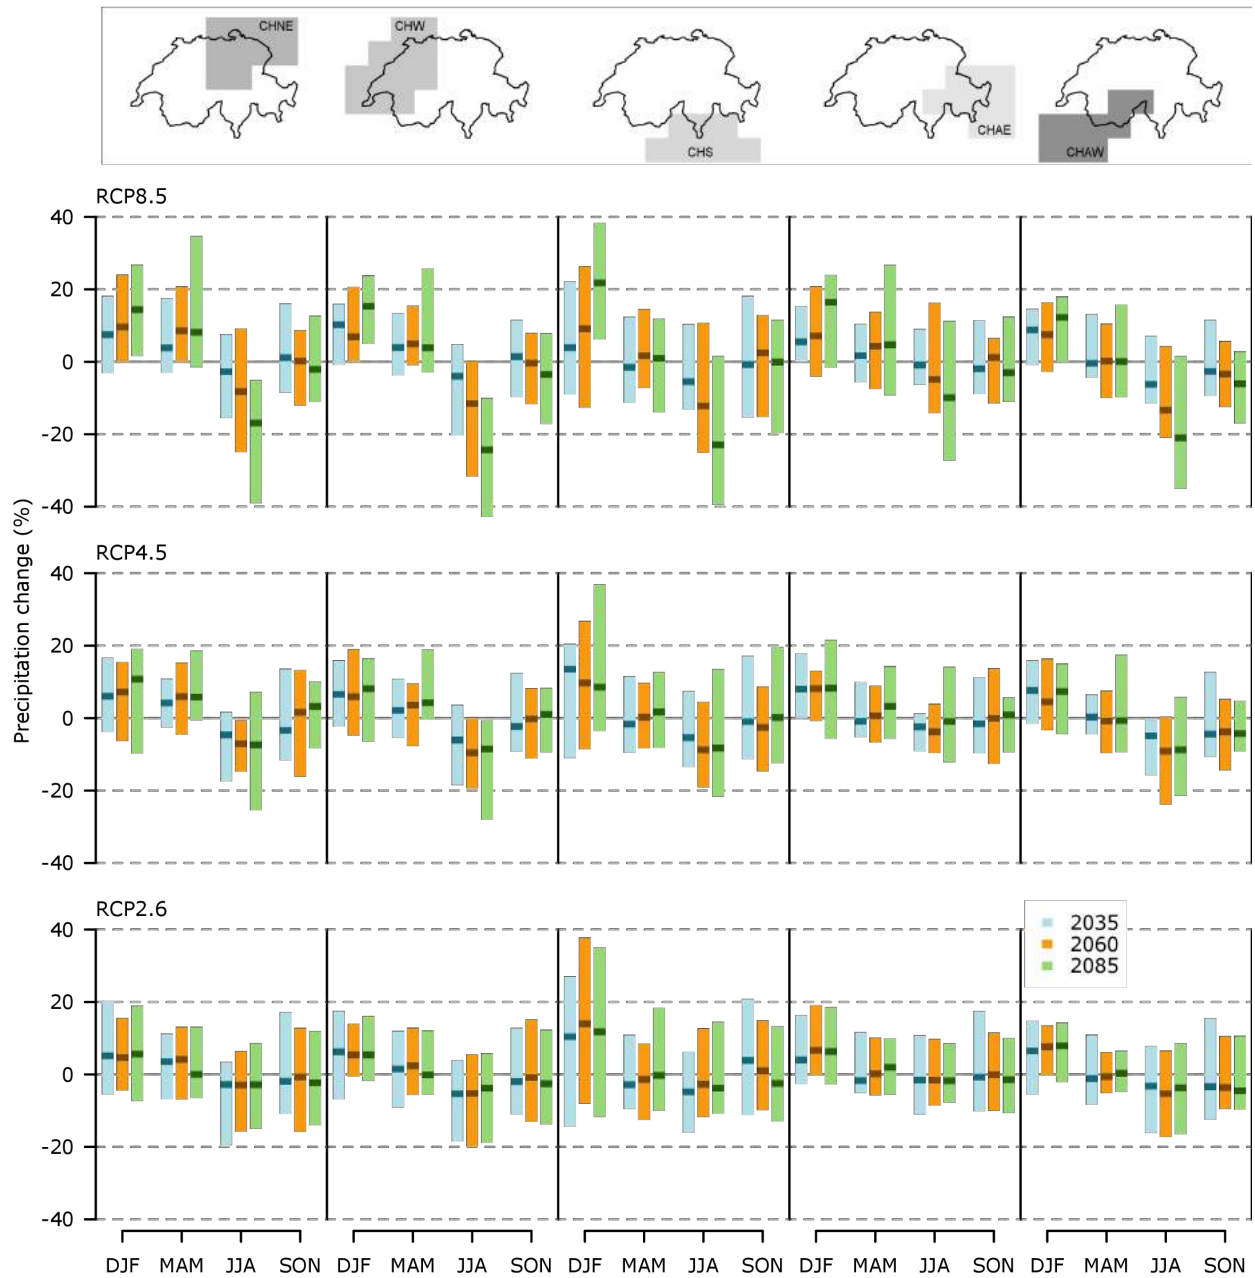 CHNE
CHW
CHS
CHAE
CHAW
Precipitation change (%)
RCP8.5
40
20
0
-20
-40
RCP4.5
40
20
0
-20
-40
RCP2.6
40
20
0
-20
-40
2035
2060
2085
DJF MAM JJA SON DJF MAM JJA SON DJF MAM JJA SON DJF MAM JJA SON DJF MAM JJA SON